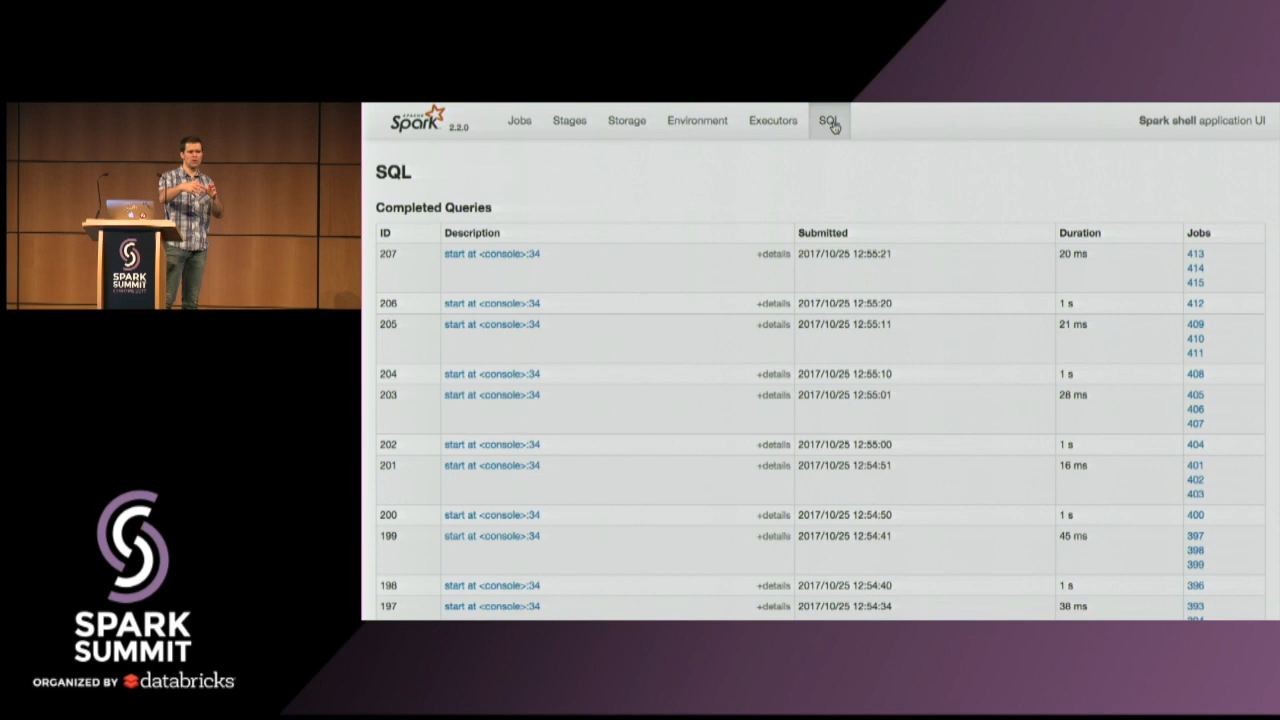 APACHE
Spark 2.2.0 Jobs Stages Storage Environment Executors SQL Spark shell application UI
SQL
Completed Queries
ID Description Submitted Duration Jobs
207 start at <console>:34 +details 2017/10/25 12:55:21 20 ms 413
414
415
206 start at <console>:34 +details 2017/10/25 12:55:20 1 s 412
205 start at <console>:34 +details 2017/10/25 12:55:11 21 ms 409
410
411
204 start at <console>:34 +details 2017/10/25 12:55:10 1 s 408
203 start at <console>:34 +details 2017/10/25 12:55:01 28 ms 405
406
407
202 start at <console>:34 +details 2017/10/25 12:55:00 1 s 404
201 start at <console>:34 +details 2017/10/25 12:54:51 16 ms 401
402
403
200 start at <console>:34 +details 2017/10/25 12:54:50 1 s 400
199 start at <console>:34 +details 2017/10/25 12:54:41 45 ms 397
398
399
198 start at <console>:34 +details 2017/10/25 12:54:40 1 s 396
197 start at <console>:34 +details 2017/10/25 12:54:34 38 ms 393
SPARK
SUMMIT
SPARK
SUMMIT
ORGANIZED BY databricks